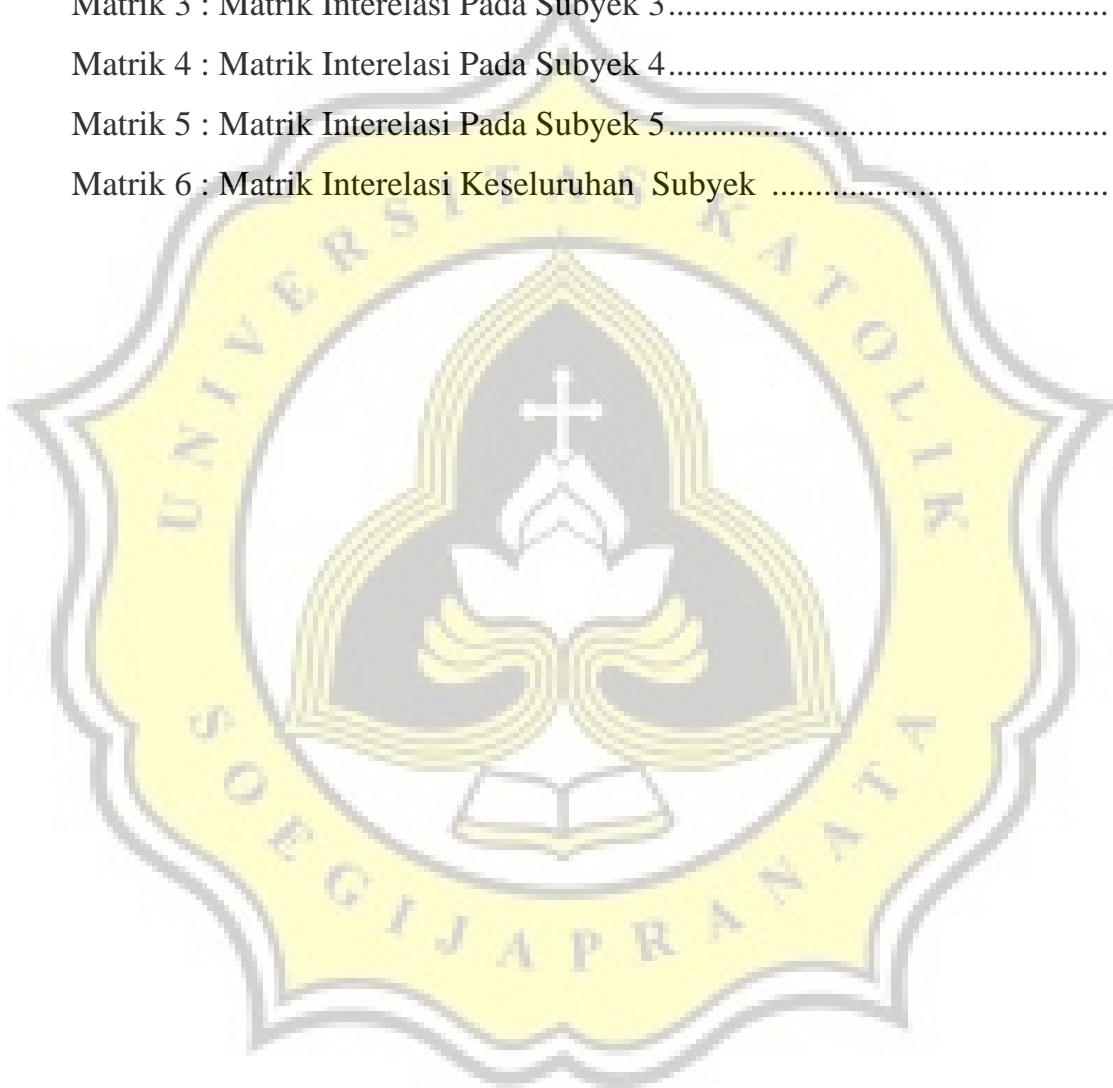 Matrik 3 : Matrik Interelasi Pada Subyek 3........................................
Matrik 4 : Matrik Interelasi Pada Subyek 4........................................
Matrik 5 : Matrik Interelasi Pada Subyek 5........................................
Matrik 6 : Matrik Interelasi Keseluruhan  Subyek ...............................
UNIVERSITAS KATOLIK
SOEGIJAPRANATA